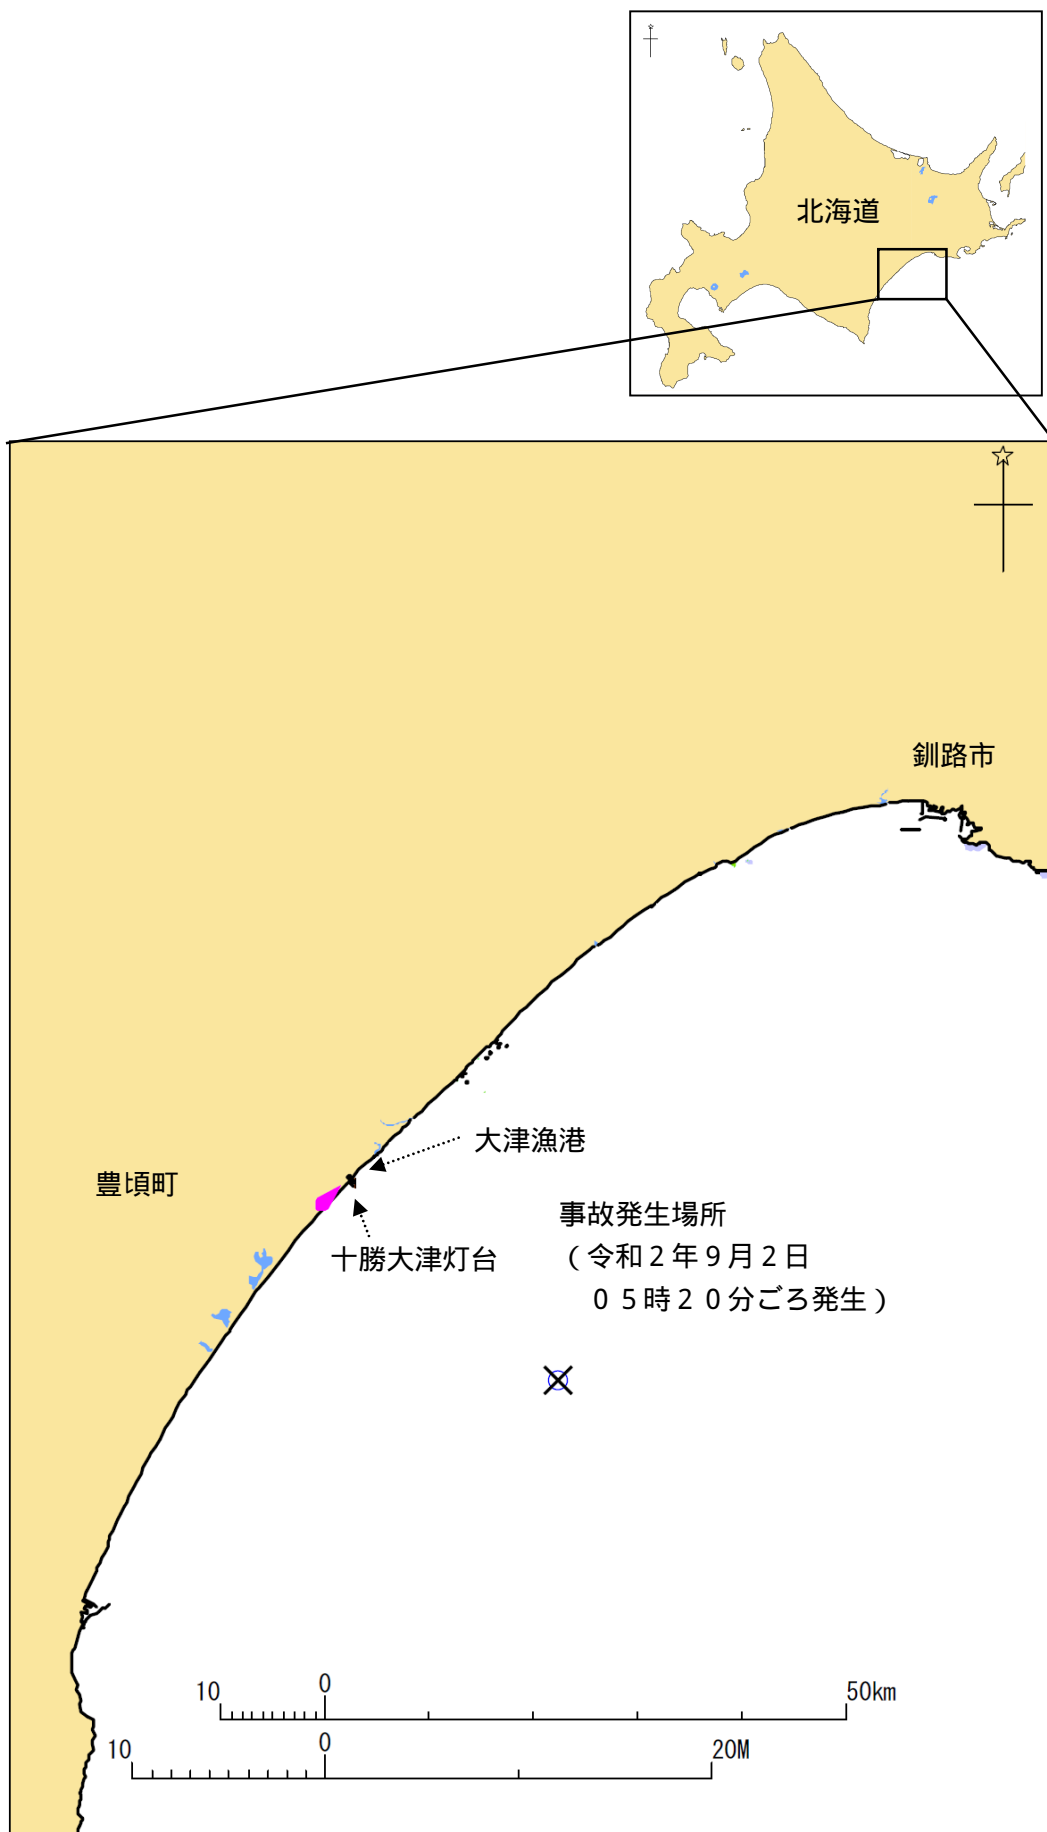 北海道
釧路市
大津漁港
豊頃町
事故発生場所
十勝大津灯台
（令和２年９月２日
０５時２０分ごろ発生）
10 0 50km
10 0 20M